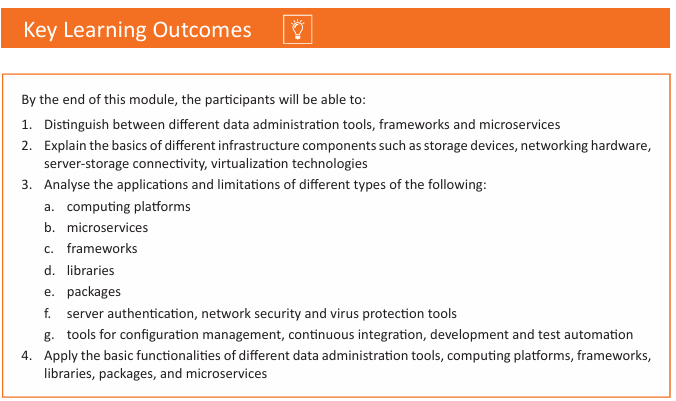 Key Learning Outcomes
By the end of this module, the participants will be able to:
1. Distinguish between different data administration tools, frameworks and microservices
2. Explain the basics of different infrastructure components such as storage devices, networking hardware,
server-storage connectivity, virtualization technologies
3. Analyse the applications and limitations of different types of the following:
a. computing platforms
b. microservices
c. frameworks
d. libraries
e. packages
f. server authentication, network security and virus protection tools
g. tools for configuration management, continuous integration, development and test automation
4. Apply the basic functionalities of different data administration tools, computing platforms, frameworks,
libraries, packages, and microservices